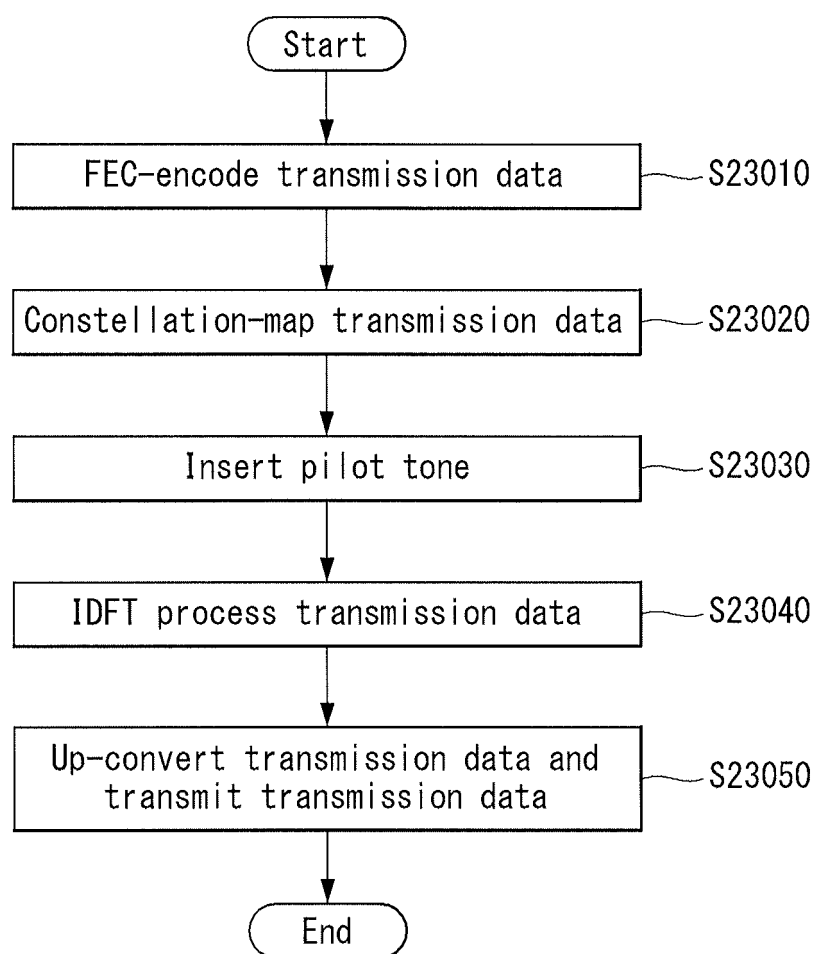 Start
FEC-encode transmission data
S23010
Constellation-map transmission data
S23020
Insert pilot tone
S23030
IDFT process transmission data
S23040
Up-convert transmission data and
transmit transmission data
S23050
End